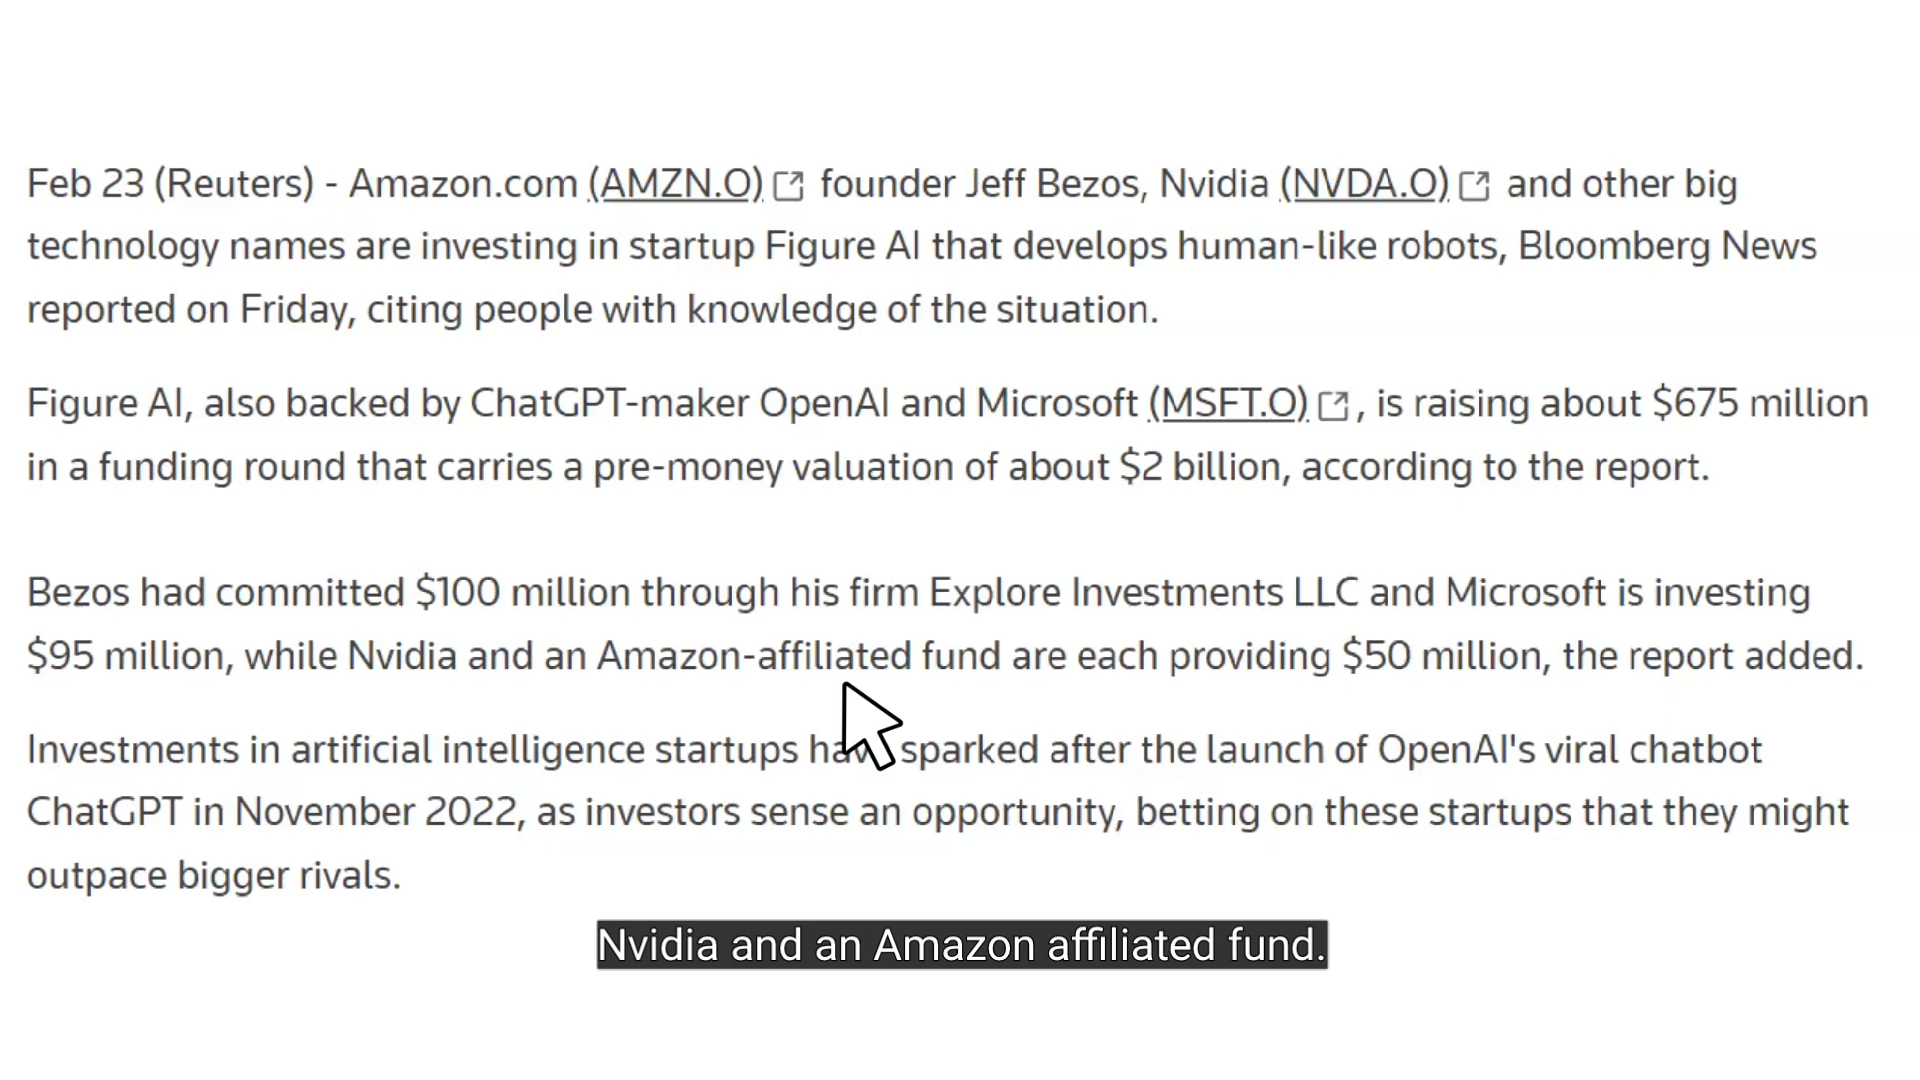 Feb 23 (Reuters) - Amazon.com (AMZN.O) founder Jeff Bezos, Nvidia (NVDA.O) and other big
technology names are investing in startup Figure AI that develops human-like robots, Bloomberg News
reported on Friday, citing people with knowledge of the situation.
Figure AI, also backed by ChatGPT-maker OpenAI and Microsoft (MSFT.O), is raising about $675 million
in a funding round that carries a pre-money valuation of about $2 billion, according to the report.
Bezos had committed $100 million through his firm Explore Investments LLC and Microsoft is investing
$95 million, while Nvidia and an Amazon-affiliated fund are each providing $50 million, the report added.
Investments in artificial intelligence startups have sparked after the launch of OpenAI's viral chatbot
ChatGPT in November 2022, as investors sense an opportunity, betting on these startups that they might
outpace bigger rivals.
Nvidia and an Amazon affiliated fund.